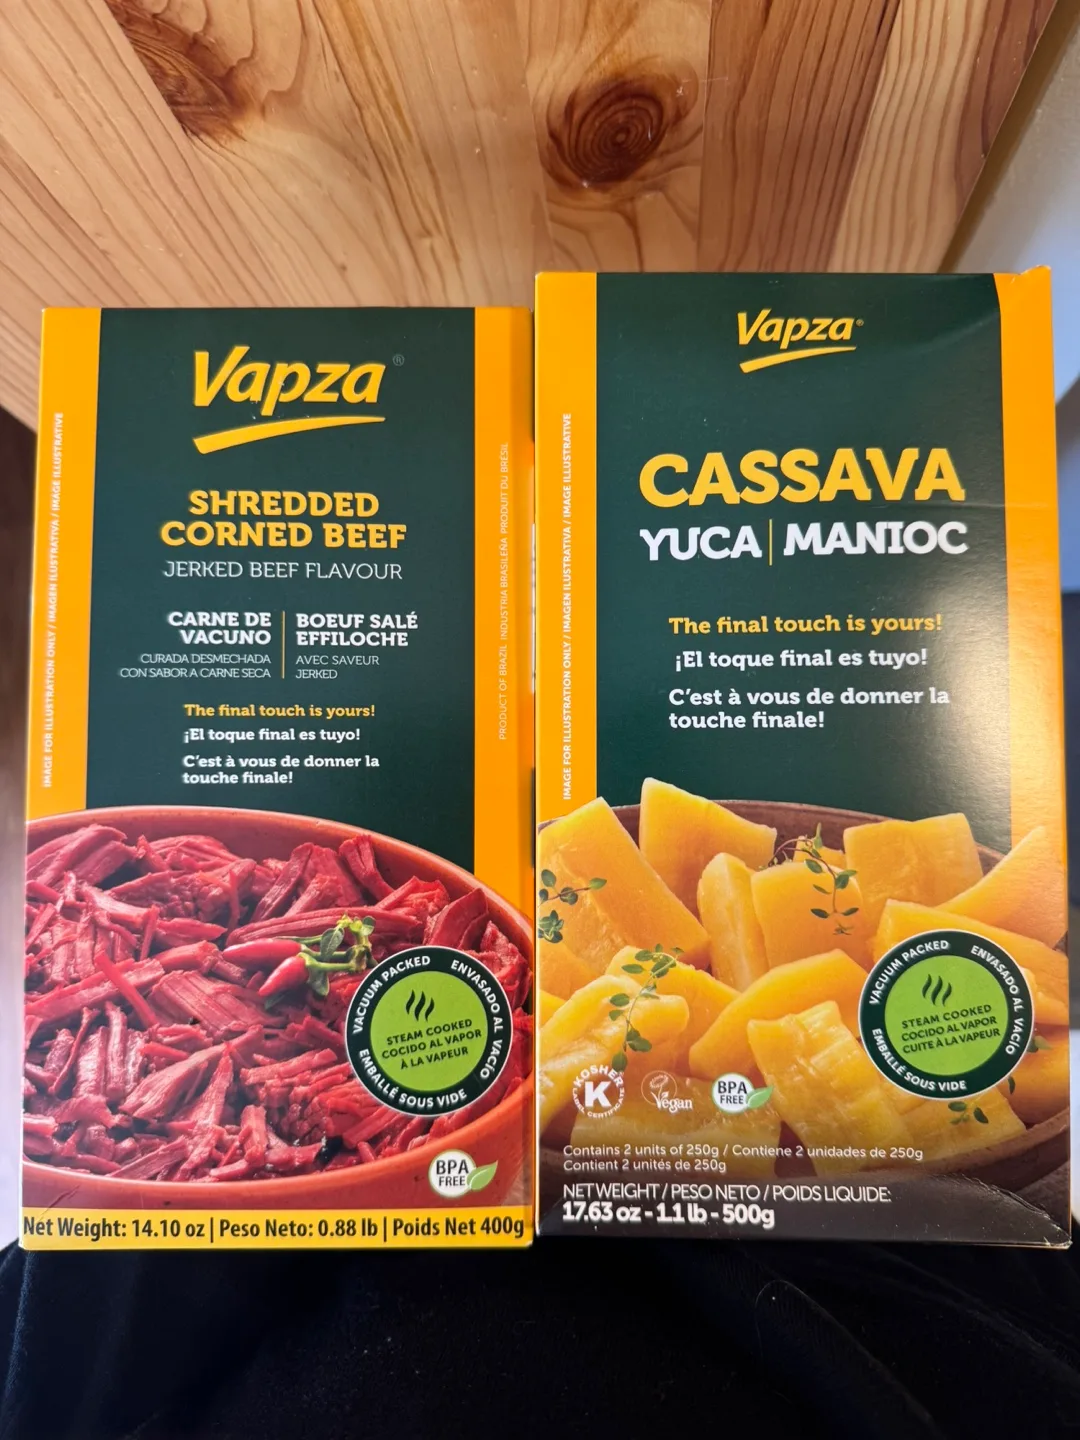 Vapza®
SHREDDED
CORNED BEEF
JERKED BEEF FLAVOUR
CARNE DE
VACUNO
CURADA DESMECHADA
CON SABOR A CARNE SECA
BOEUF SALÉ
EFFILOCHE
AVEC SAVEUR
JERKED
The final touch is yours!
¡El toque final es tuyo!
C'est à vous de donner la
touche finale!
IMAGE FOR ILLUSTRATION ONLY / IMAGEN ILUSTRATIVA / IMAGE ILLUSTRATIVE
PRODUCT OF BRAZIL INDUSTRIA BRASILEÑA PRODUIT DU BRÉSIL
VACUUM PACKED
ENVASADO AL VACÍO
EMBALLÉ SOUS VIDE
STEAM COOKED
COCIDO AL VAPOR
À LA VAPEUR
BPA
FREE
Net Weight: 14.10 oz | Peso Neto: 0.88 lb | Poids Net 400g
Vapza®
CASSAVA
YUCA | MANIOC
The final touch is yours!
¡El toque final es tuyo!
C'est à vous de donner la
touche finale!
IMAGE FOR ILLUSTRATION ONLY / IMAGEN ILUSTRATIVA / IMAGE ILLUSTRATIVE
VACUUM PACKED
ENVASADO AL VACÍO
EMBALLÉ SOUS VIDE
STEAM COOKED
COCIDO AL VAPOR
CUITE À LA VAPEUR
KOSHER
K
Vegan
BPA
FREE
Contains 2 units of 250g / Contiene 2 unidades de 250g
Contient 2 unités de 250g
NET WEIGHT / PESO NETO / POIDS LIQUIDE:
17.63 oz - 1.1 lb - 500g